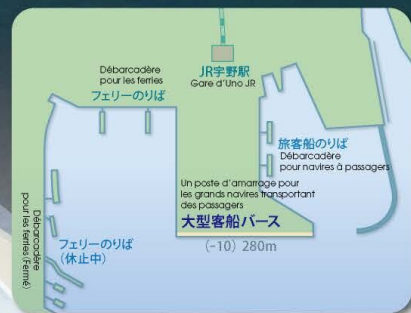 JR宇野駅
Gare d'Uno JR
Débarcadère
pour les ferries
フェリーのりば
旅客船のりば
Débarcadère
pour navires à passagers
Un poste d'amarrage pour
les grands navires transportant
des passagers
大型客船バース
(-10) 280m
Débarcadère
pour les ferries (Fermé)
フェリーのりば
(休止中)